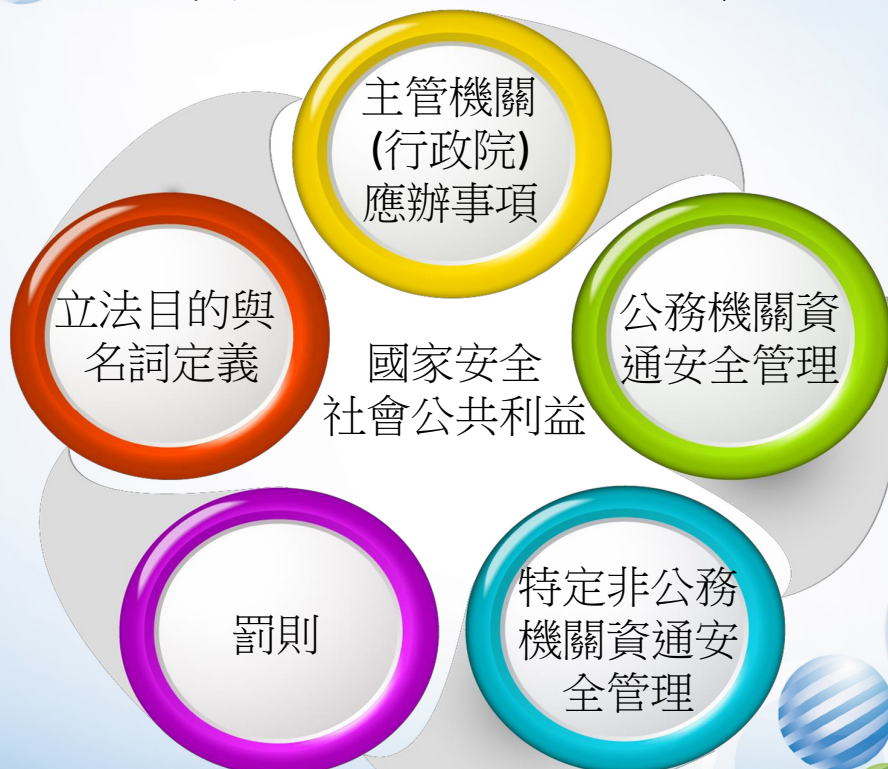 主管機關
(行政院)
應辦事項
立法目的與
名詞定義
公務機關資
通安全管理
國家安全
社會公共利益
特定非公務
機關資通安
全管理
罰則